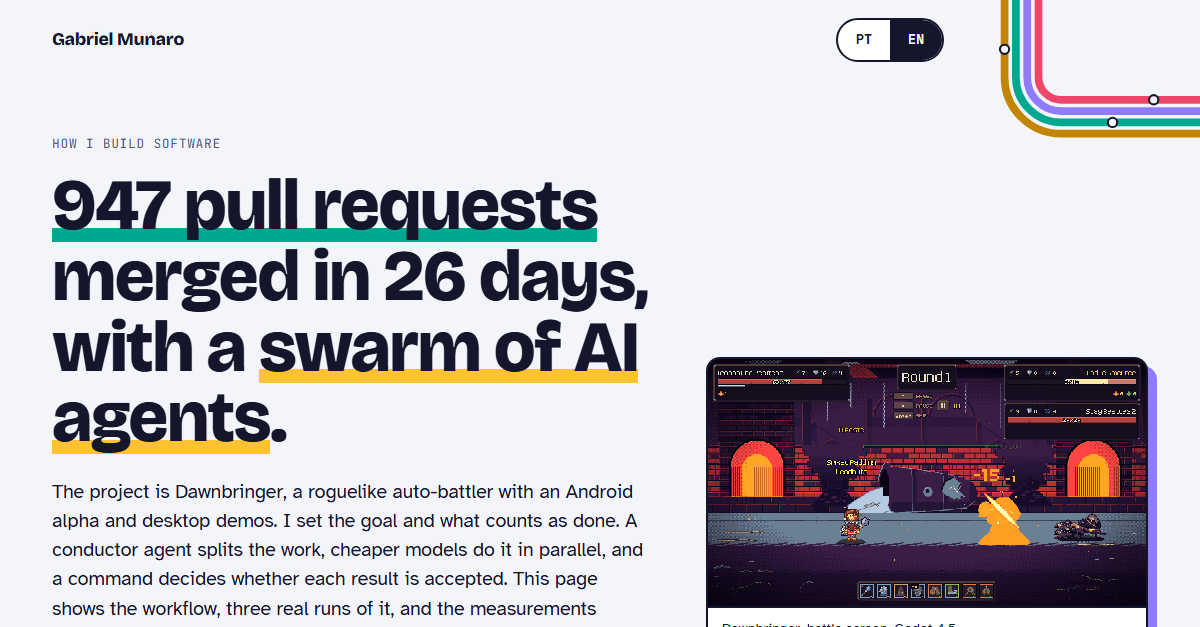 Gabriel Munaro
PT EN
HOW I BUILD SOFTWARE
947 pull requests
merged in 26 days,
with a swarm of AI
agents.
The project is Dawnbringer, a roguelike auto-battler with an Android
alpha and desktop demos. I set the goal and what counts as done. A
conductor agent splits the work, cheaper models do it in parallel, and
a command decides whether each result is accepted. This page
shows the workflow, three real runs of it, and the measurements
Round 1
-15
-1